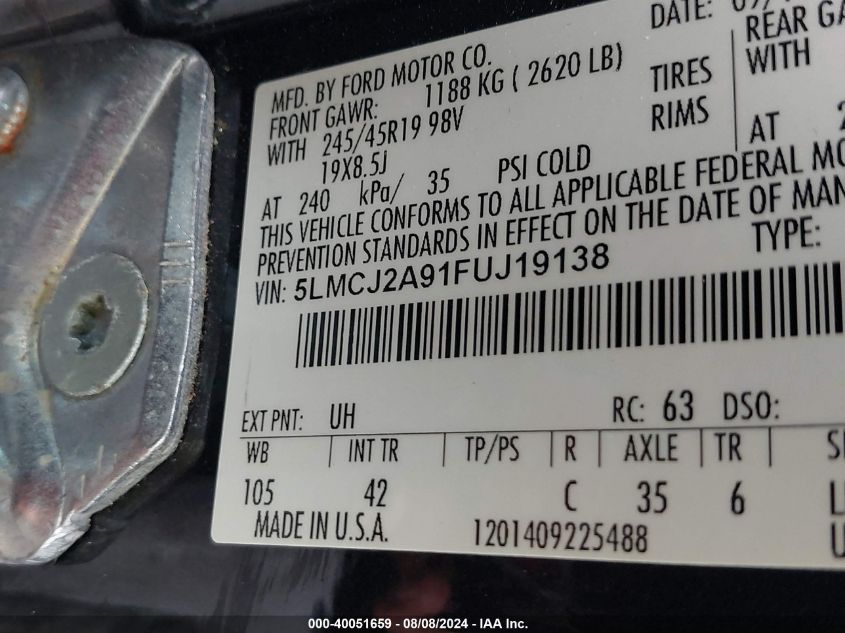 DATE:
MFD. BY FORD MOTOR CO.
FRONT GAWR: 1188 KG ( 2620 LB)
REAR
WITH 245/45R19 98V TIRES WITH
19X8.5J RIMS
AT 240 kPa/ 35 PSI COLD AT
THIS VEHICLE CONFORMS TO ALL APPLICABLE FEDERAL
PREVENTION STANDARDS IN EFFECT ON THE DATE OF
VIN: 5LMCJ2A91FUJ19138 TYPE:
EXT PNT: UH RC: 63 DSO:
WB INT TR TP/PS R AXLE TR
105 42 C 35 6
MADE IN U.S.A. 1201409225488
000-40051659 - 08/08/2024 - IAA Inc.